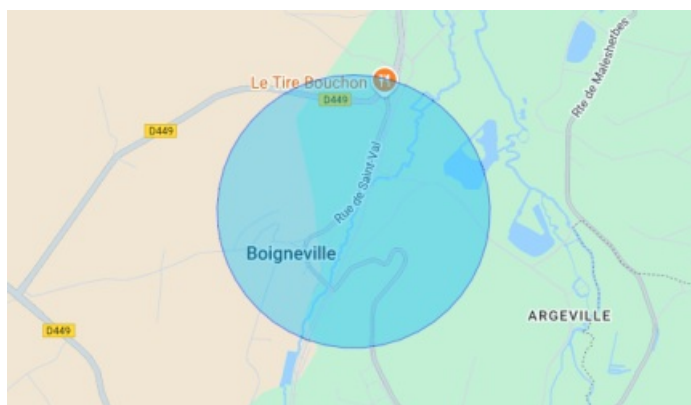 Le Tire Bouchon
D449
D449
Rte de Malesherbes
Rue de Saint-Val
Boigneville
ARGEVILLE
D449